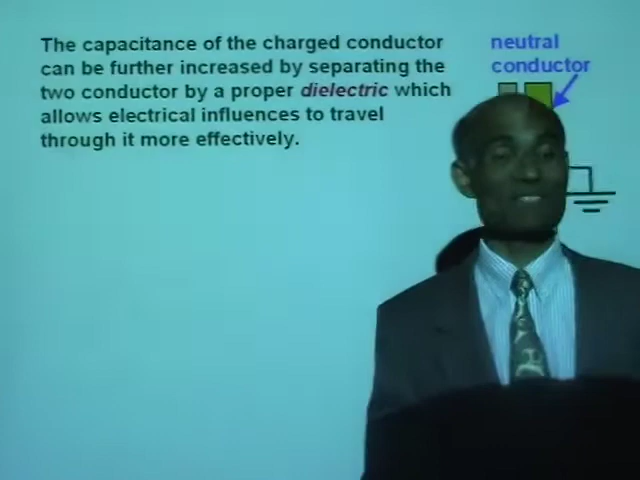 The capacitance of the charged conductor
can be further increased by separating the
two conductor by a proper dielectric which
allows electrical influences to travel
through it more effectively.
neutral
conductor